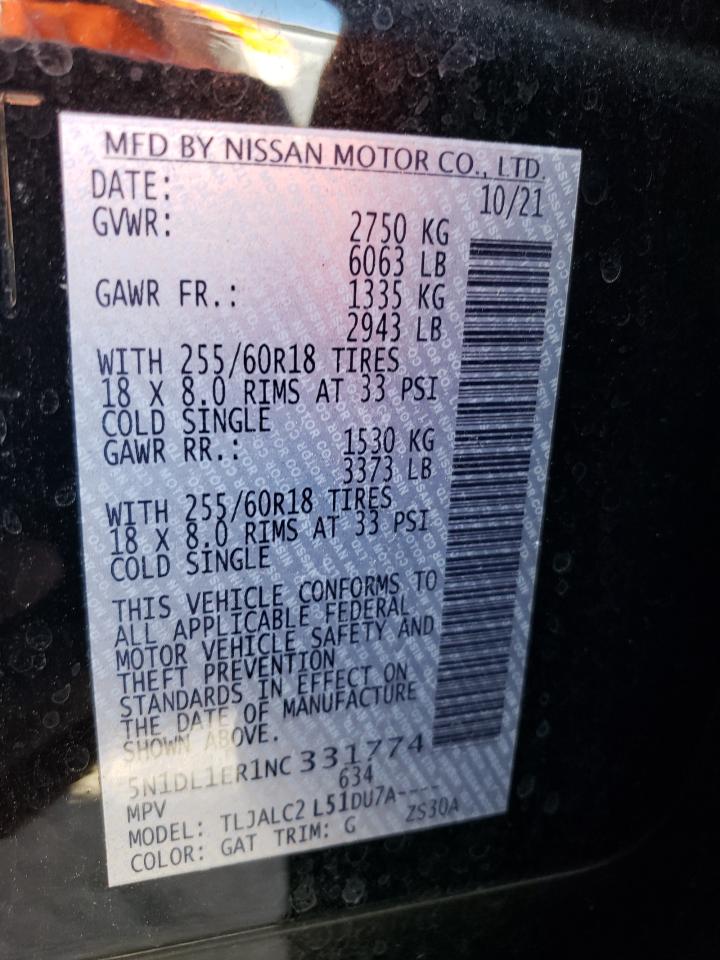 MFD BY NISSAN MOTOR CO., LTD.
DATE: 10/21
GVWR: 2750 KG
6063 LB
GAWR FR.: 1335 KG
2943 LB
WITH 255/60R18 TIRES
18 X 8.0 RIMS AT 33 PSI
COLD SINGLE
GAWR RR.: 1530 KG
3373 LB
WITH 255/60R18 TIRES
18 X 8.0 RIMS AT 33 PSI
COLD SINGLE
THIS VEHICLE CONFORMS TO
ALL APPLICABLE FEDERAL
MOTOR VEHICLE SAFETY AND
THEFT PREVENTION
STANDARDS IN EFFECT ON
THE DATE OF MANUFACTURE
SHOWN ABOVE.
5N1DL1ER1NC331774
MPV 634
MODEL: TLJALC2 L51DU7A----
COLOR: GAT TRIM: G ZS30A